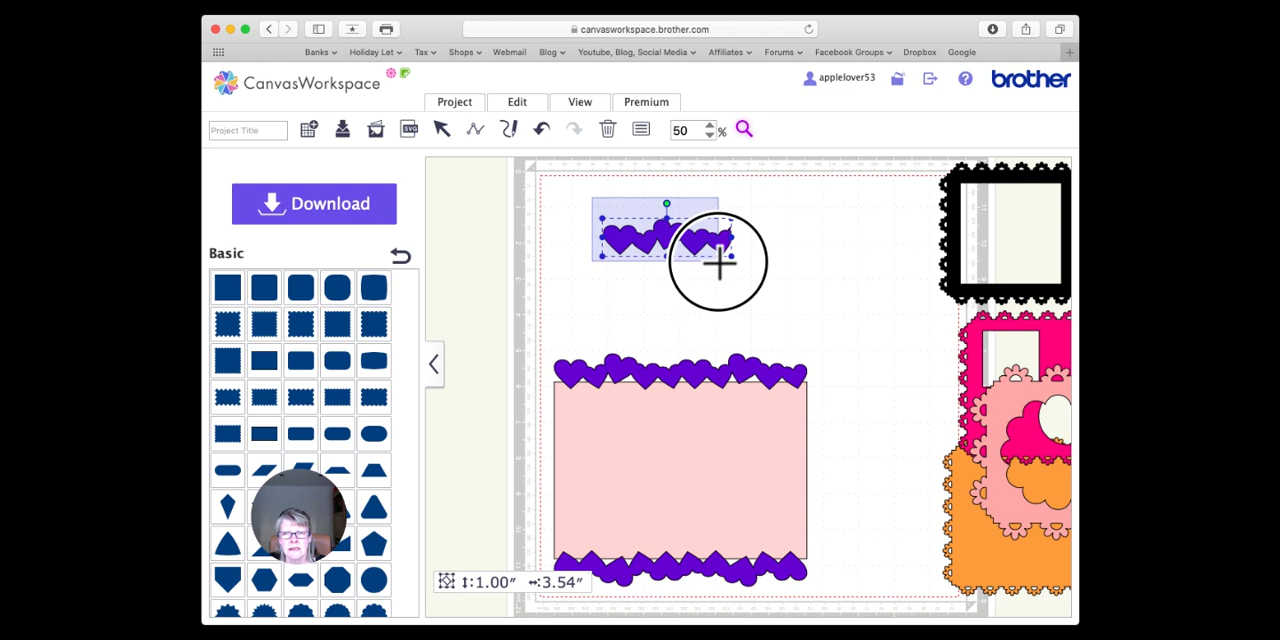 canvasworkspace.brother.com
Banks Holiday Let Tax Shops Webmail Blog Youtube, Blog, Social Media Affiliates Forums Facebook Groups Dropbox Google
CanvasWorkspace
applelover53
brother
Project Edit View Premium
Project Title
SVG
50 %
Download
Basic
1.00" 3.54"